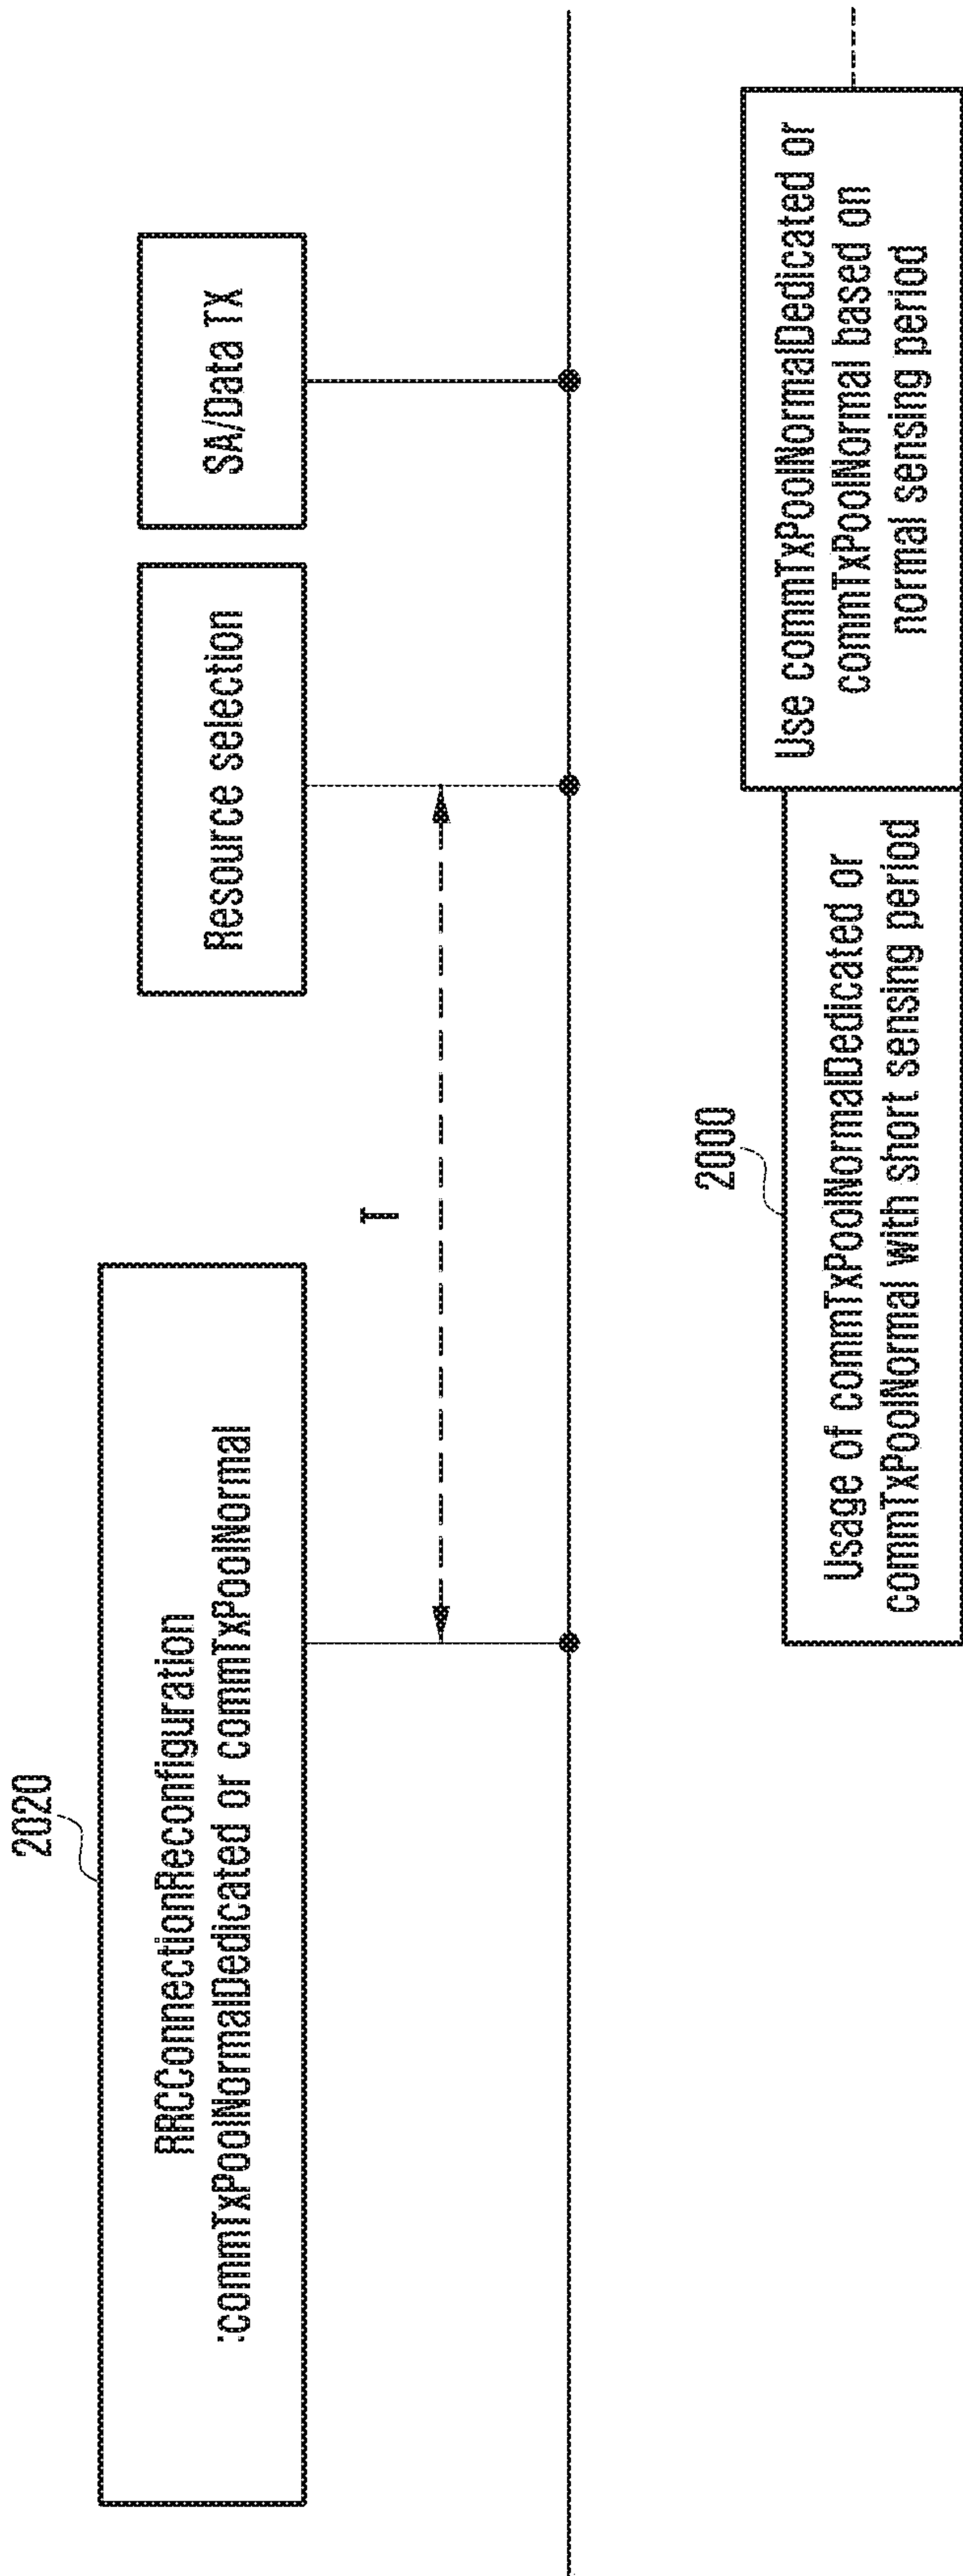 2020
RRCConnectionReconfiguration
:commTxPoolNormalDedicated or commTxPoolNormal
T
Resource selection
SA/Data TX
2000
Usage of commTxPoolNormalDedicated or
commTxPoolNormal with short sensing period
Use commTxPoolNormalDedicated or
commTxPoolNormal based on
normal sensing period